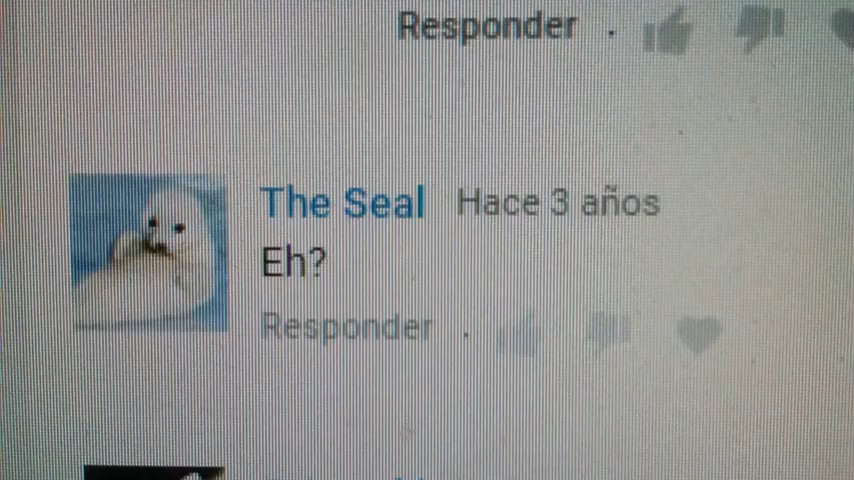 Responder .
The Seal Hace 3 años
Eh?
Responder .